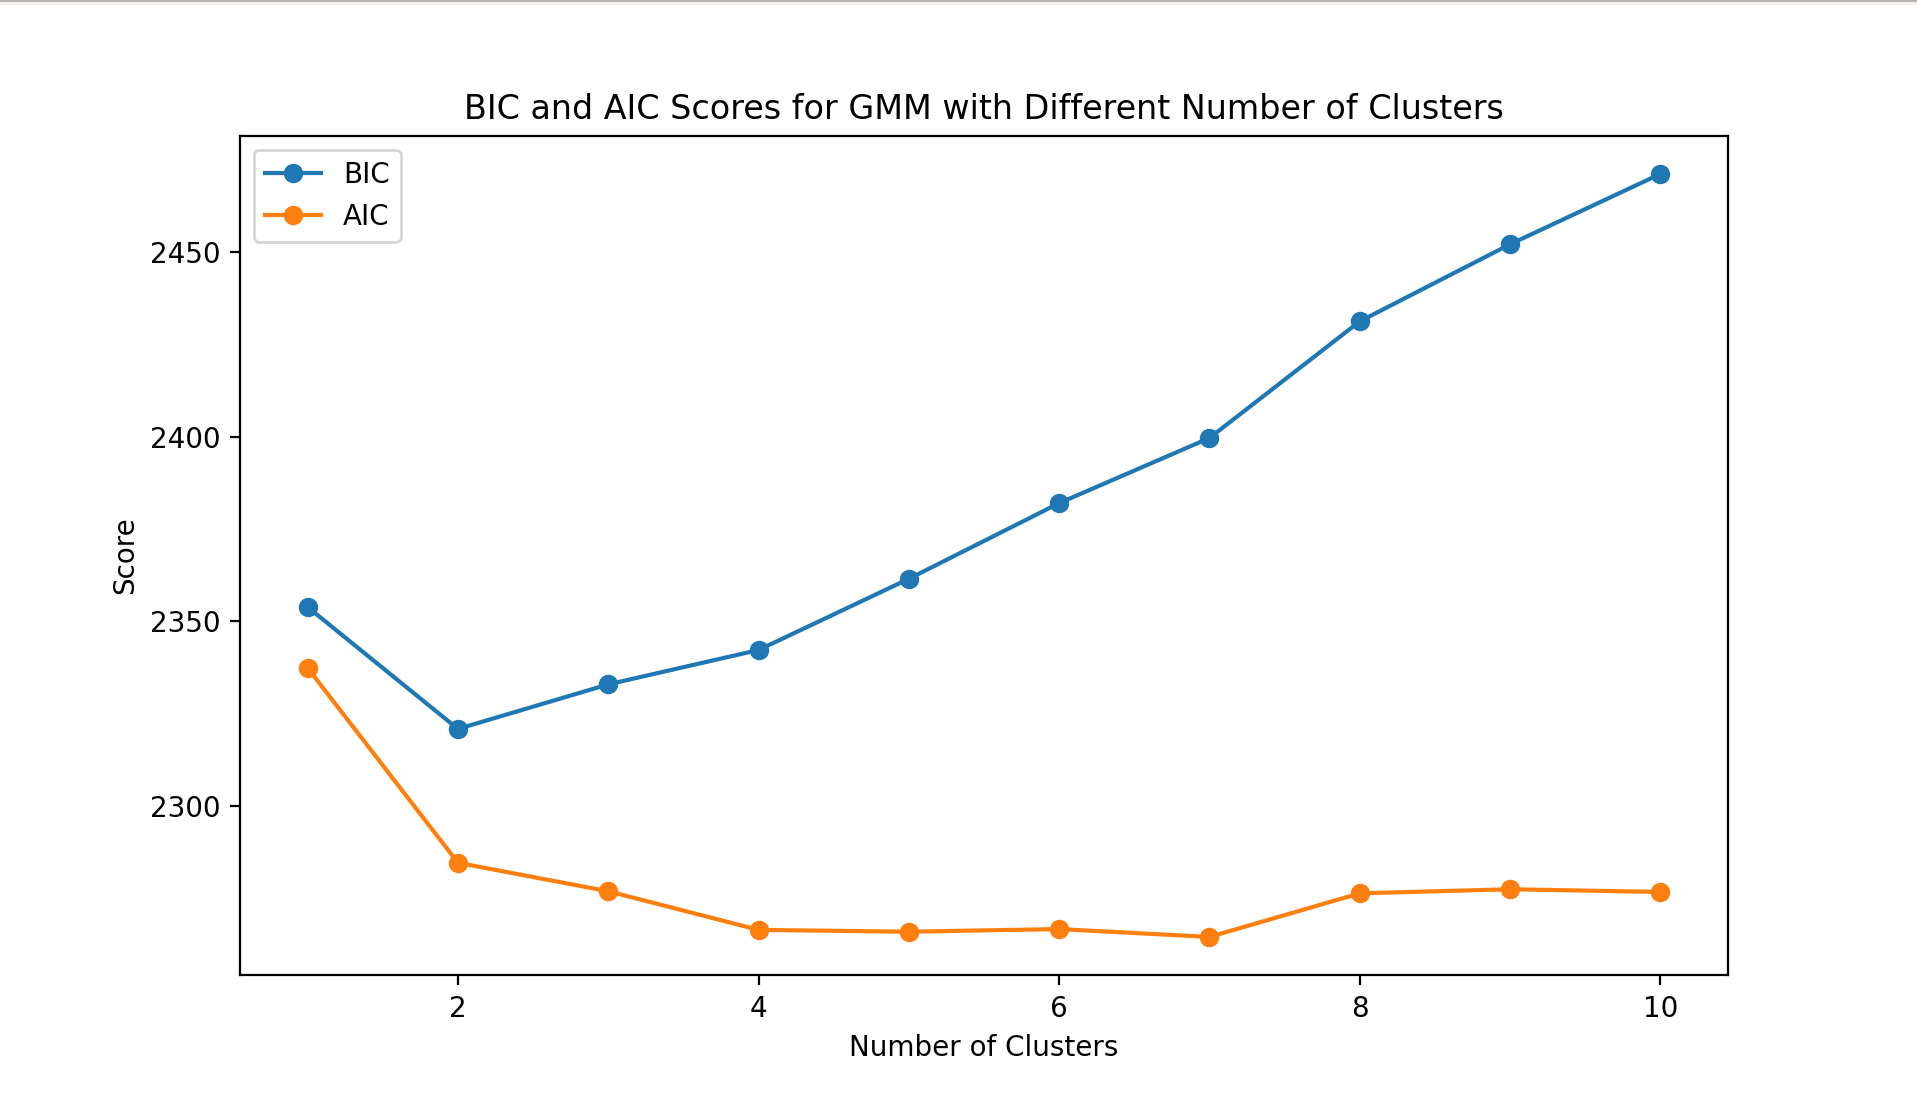 BIC and AIC Scores for GMM with Different Number of Clusters
BIC
AIC
2450
2400
2350
2300
Score
2
4
6
8
10
Number of Clusters